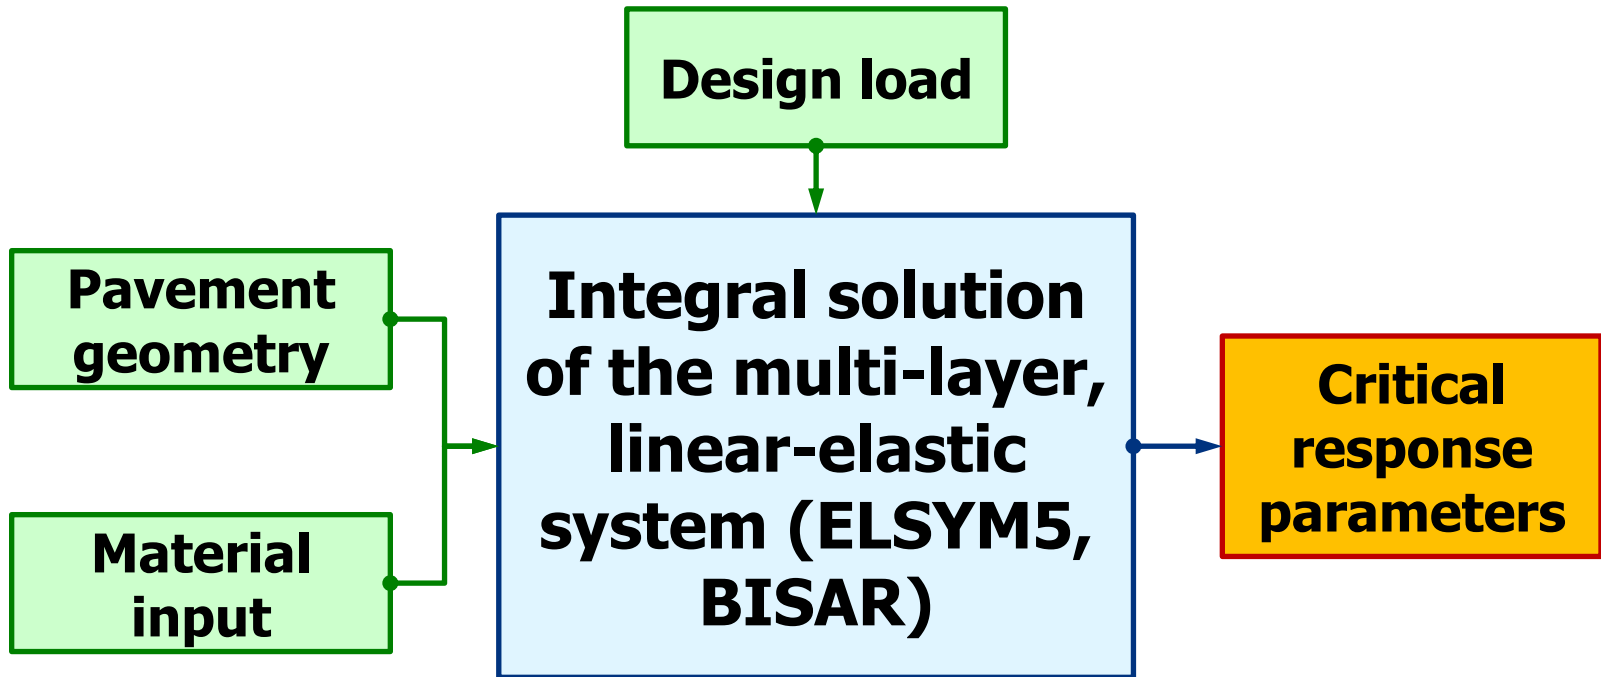 Design load
Pavement
geometry
Material
input
Integral solution
of the multi-layer,
linear-elastic
system (ELSYM5,
BISAR)
Critical
response
parameters